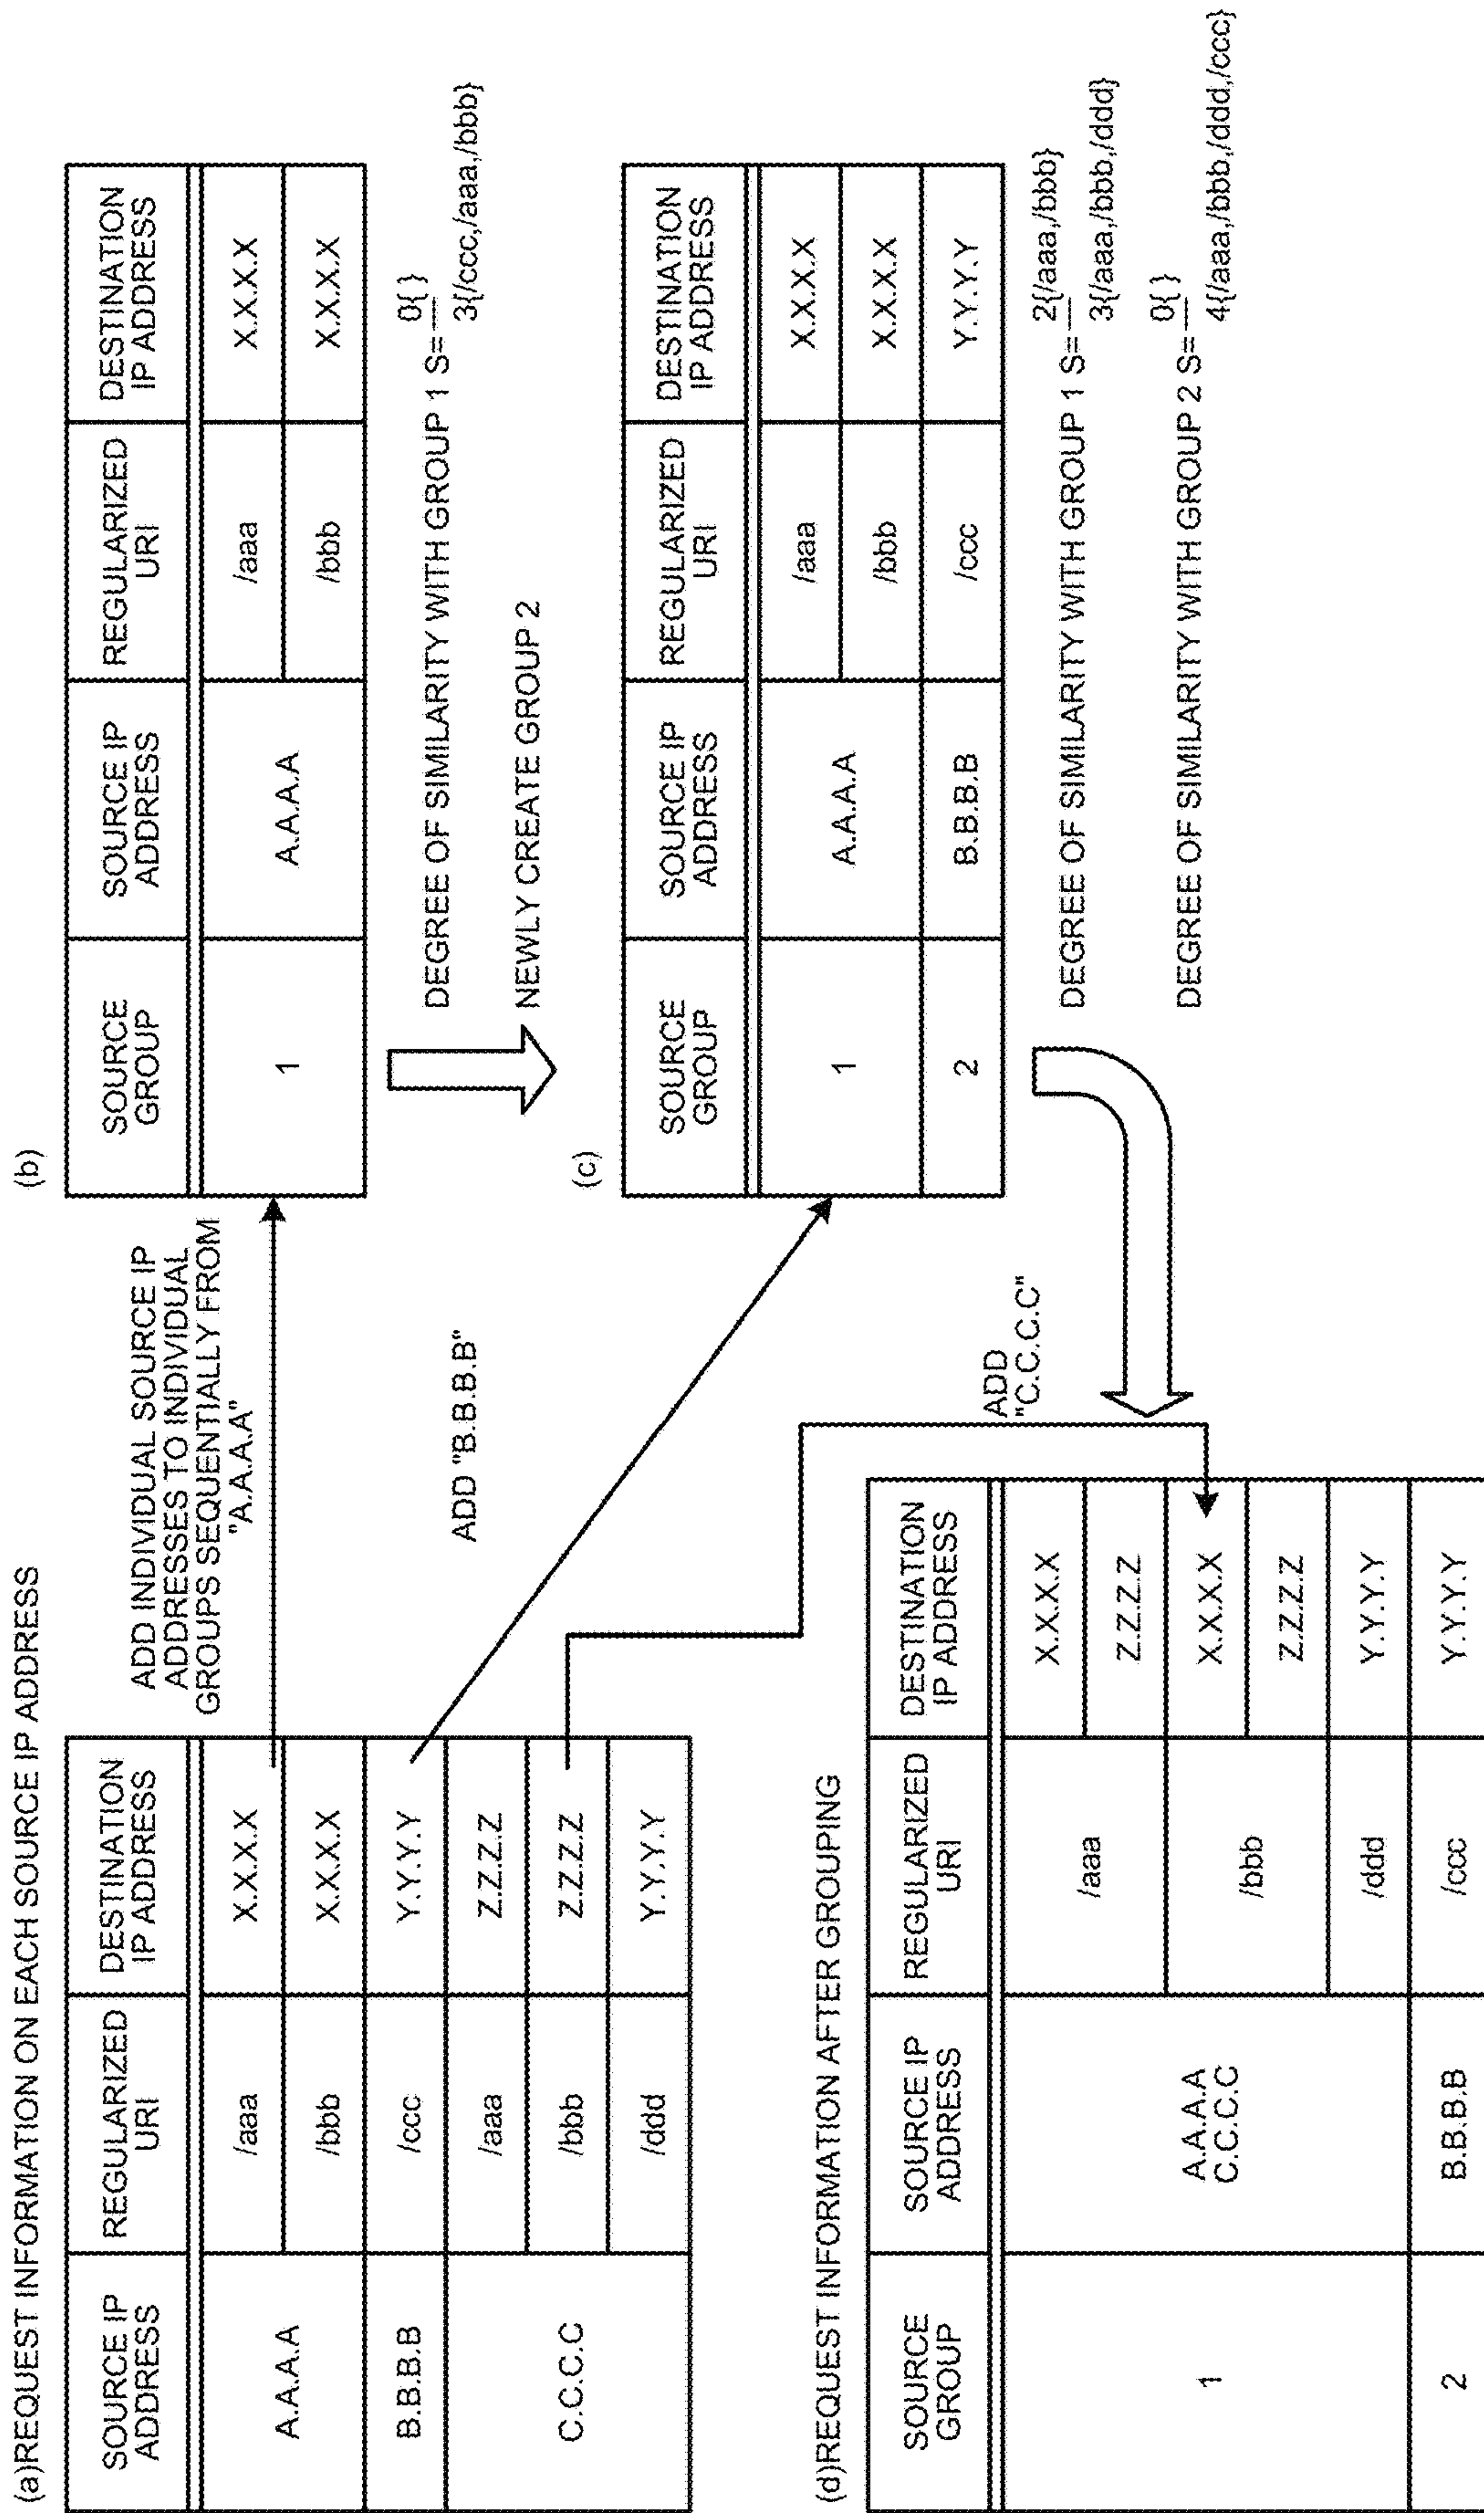 (a)REQUEST INFORMATION ON EACH SOURCE IP ADDRESS
SOURCE IP
ADDRESS
REGULARIZED
URI
DESTINATION
IP ADDRESS
A.A.A.A
/aaa
X.X.X.X
/bbb
X.X.X.X
B.B.B.B
/ccc
Y.Y.Y.Y
C.C.C.C
/aaa
Z.Z.Z.Z
/bbb
Z.Z.Z.Z
/ddd
Y.Y.Y.Y
ADD INDIVIDUAL SOURCE IP
ADDRESSES TO INDIVIDUAL
GROUPS SEQUENTIALLY FROM
"A.A.A.A"
ADD "B.B.B.B"
ADD
"C.C.C.C"
(b)
SOURCE
GROUP
SOURCE IP
ADDRESS
REGULARIZED
URI
DESTINATION
IP ADDRESS
1
A.A.A.A
/aaa
X.X.X.X
/bbb
X.X.X.X
0{ }
DEGREE OF SIMILARITY WITH GROUP 1 S=
3{/ccc,/aaa,/bbb}
NEWLY CREATE GROUP 2
(c)
SOURCE
GROUP
SOURCE IP
ADDRESS
REGULARIZED
URI
DESTINATION
IP ADDRESS
1
A.A.A.A
/aaa
X.X.X.X
/bbb
X.X.X.X
2
B.B.B.B
/ccc
Y.Y.Y.Y
2{/aaa,/bbb}
DEGREE OF SIMILARITY WITH GROUP 1 S=
3{/aaa,/bbb,/ddd}
0{ }
DEGREE OF SIMILARITY WITH GROUP 2 S=
4{/aaa,/bbb,/ddd,/ccc}
(d)REQUEST INFORMATION AFTER GROUPING
SOURCE
GROUP
SOURCE IP
ADDRESS
REGULARIZED
URI
DESTINATION
IP ADDRESS
1
A.A.A.A
C.C.C.C
/aaa
X.X.X.X
Z.Z.Z.Z
/bbb
X.X.X.X
Z.Z.Z.Z
/ddd
Y.Y.Y.Y
2
B.B.B.B
/ccc
Y.Y.Y.Y